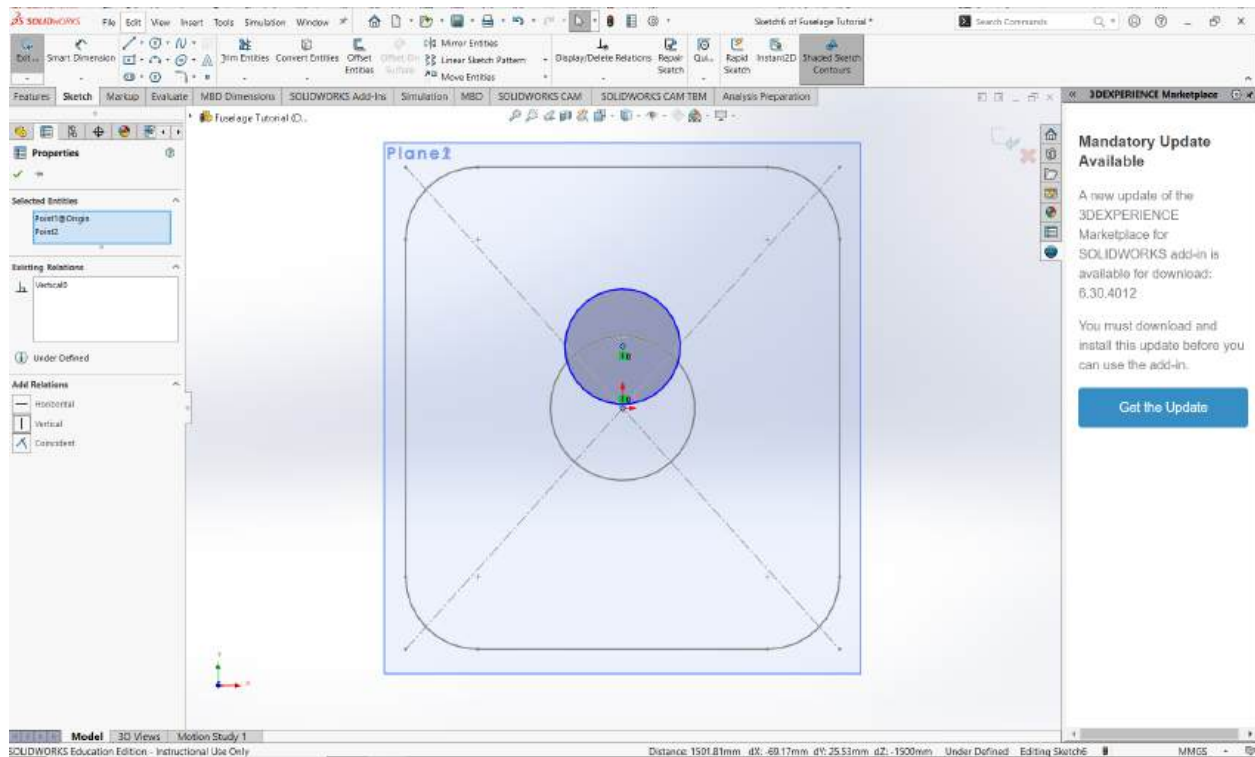 SOLIDWORKS File Edit View Insert Tools Simulation Window Sketch6 of Fuselage Tutorial * Search Commands
Exit... Smart Dimension Trim Entities Convert Entities Offset Entities Mirror Entities Linear Sketch Pattern Move Entities Display/Delete Relations Repair Sketch Qui... Rapid Sketch Instant2D Shaded Sketch Contours
Features Sketch Markup Evaluate MBD Dimensions SOLIDWORKS Add-Ins Simulation MBD SOLIDWORKS CAM SOLIDWORKS CAM TBM Analysis Preparation
3DEXPERIENCE Marketplace
Fuselage Tutorial (D...
Properties
Selected Entities
Point1@Origin
Point2
Existing Relations
Vertical0
Under Defined
Add Relations
Horizontal
Vertical
Coincident
Mandatory Update
Available
A new update of the
3DEXPERIENCE
Marketplace for
SOLIDWORKS add-in is
available for download:
6.30.4012
You must download and
install this update before you
can use the add-in.
Get the Update
Model 3D Views Motion Study 1
SOLIDWORKS Education Edition - Instructional Use Only
Distance: 1501.81mm dX: -69.17mm dY: 25.53mm dZ: -1500mm Under Defined Editing Sketch6 MMGS